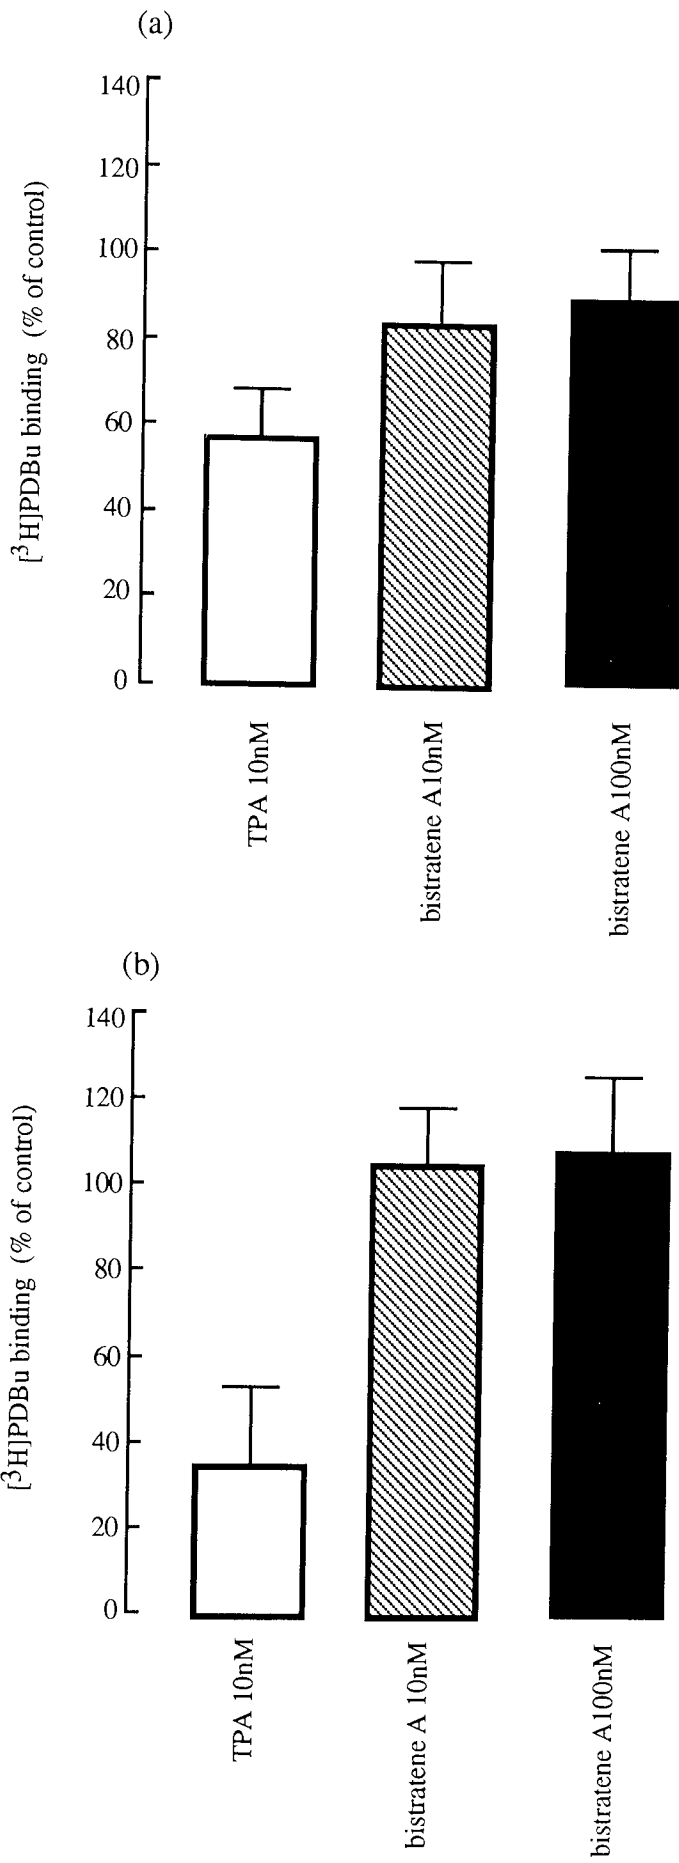 (a)
[³H]PDBu binding (% of control)
140
120
100
80
60
40
20
0
TPA 10nM
bistratene A10nM
bistratene A100nM
(b)
[³H]PDBu binding (% of control)
140
120
100
80
60
40
20
0
TPA 10nM
bistratene A 10nM
bistratene A100nM